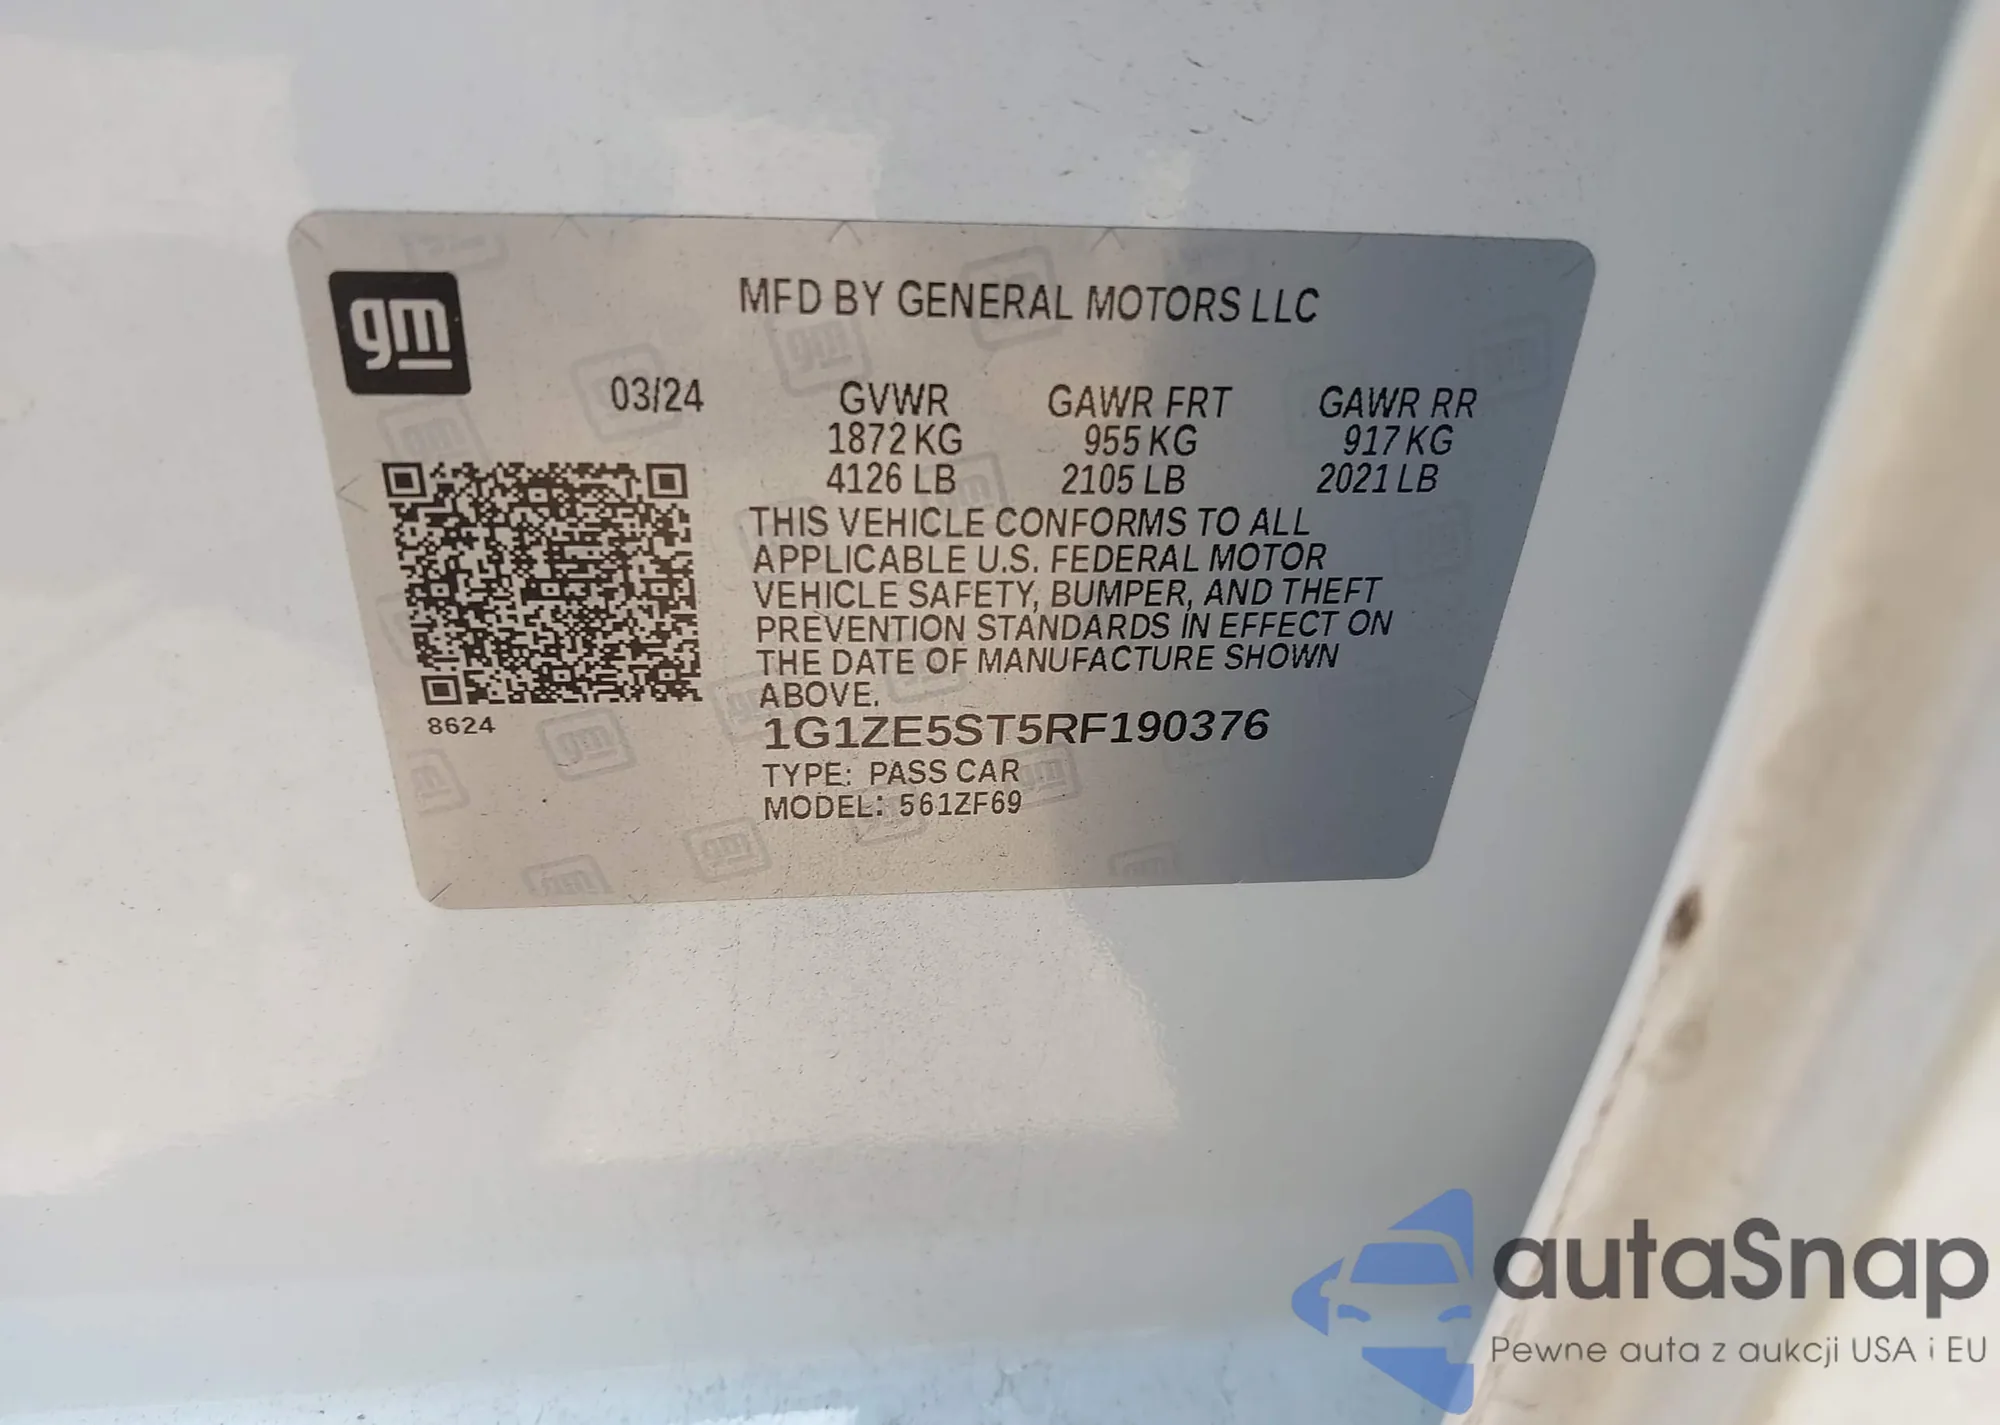 gm
MFD BY GENERAL MOTORS LLC
03/24 GVWR GAWR FRT GAWR RR
1872 KG 955 KG 917 KG
4126 LB 2105 LB 2021 LB
THIS VEHICLE CONFORMS TO ALL
APPLICABLE U.S. FEDERAL MOTOR
VEHICLE SAFETY, BUMPER, AND THEFT
PREVENTION STANDARDS IN EFFECT ON
THE DATE OF MANUFACTURE SHOWN
ABOVE.
8624
1G1ZE5ST5RF190376
TYPE: PASS CAR
MODEL: 561ZF69
autaSnap
Pewne auta z aukcji USA i EU